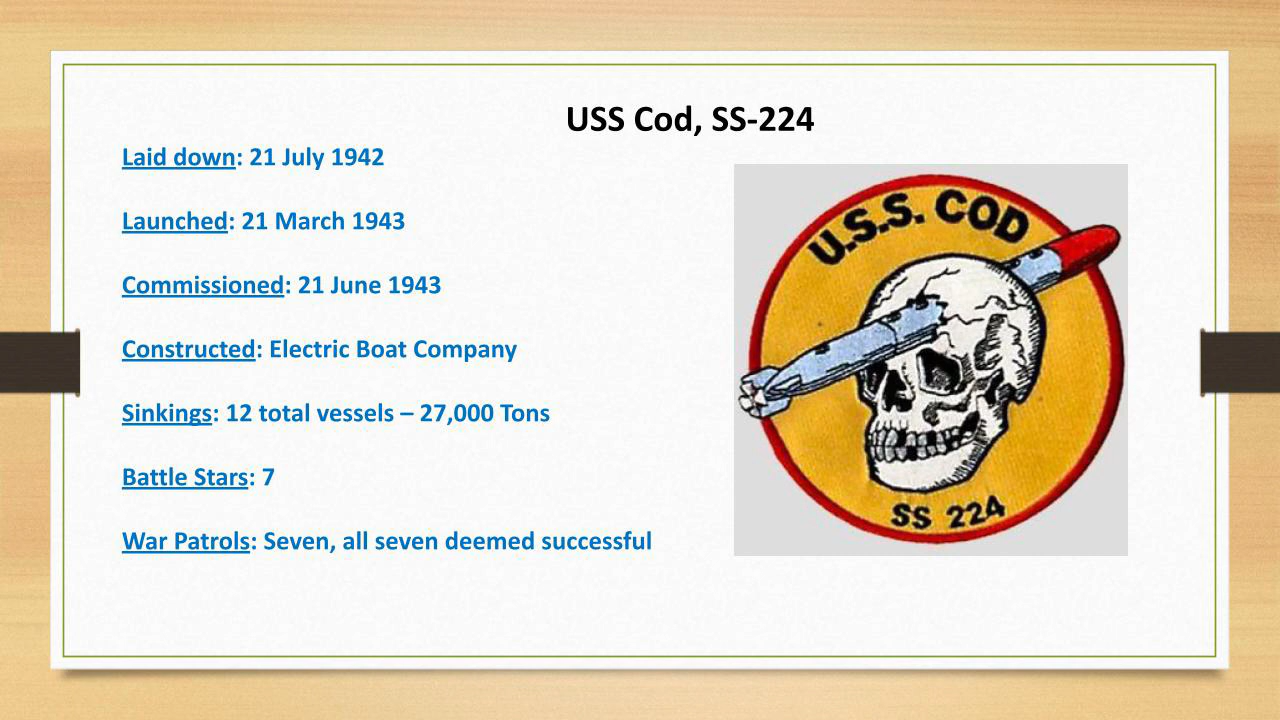 USS Cod, SS-224
Laid down: 21 July 1942
Launched: 21 March 1943
Commissioned: 21 June 1943
Constructed: Electric Boat Company
Sinkings: 12 total vessels – 27,000 Tons
Battle Stars: 7
War Patrols: Seven, all seven deemed successful
U.S.S. COD
SS 224